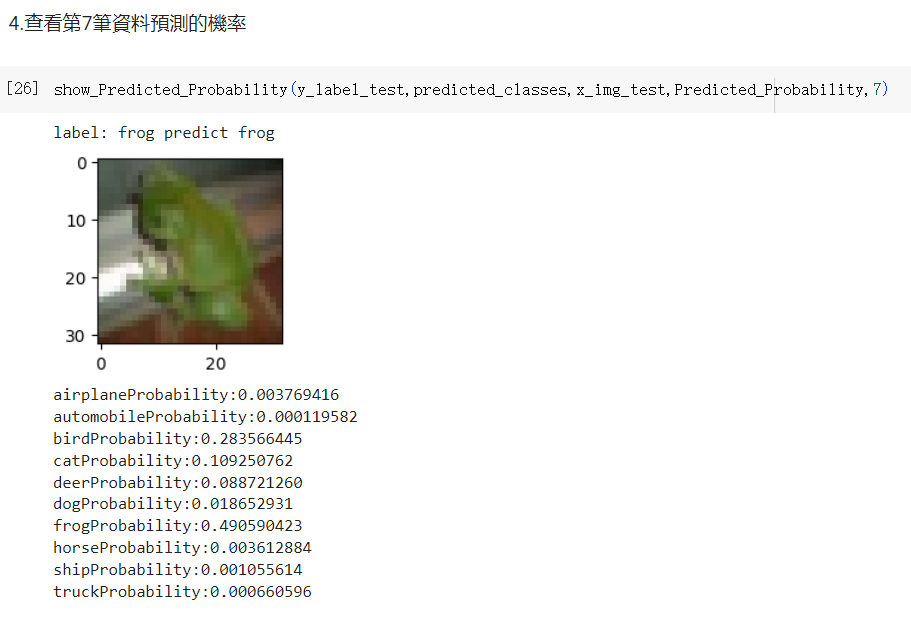 4.查看第7筆資料預測的機率
[26] show_Predicted_Probability(y_label_test,predicted_classes,x_img_test,Predicted_Probability,7)
label: frog predict frog
0
10
20
30
0 20
airplaneProbability:0.003769416
automobileProbability:0.000119582
birdProbability:0.283566445
catProbability:0.109250762
deerProbability:0.088721260
dogProbability:0.018652931
frogProbability:0.490590423
horseProbability:0.003612884
shipProbability:0.001055614
truckProbability:0.000660596